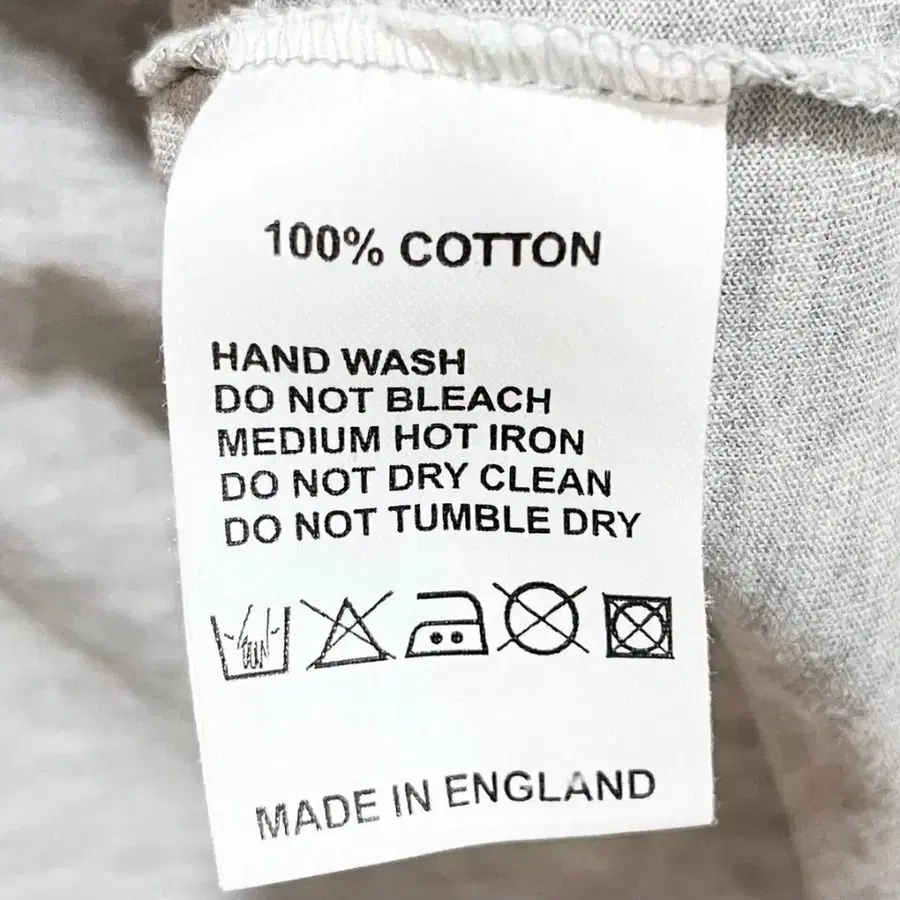 100% COTTON
HAND WASH
DO NOT BLEACH
MEDIUM HOT IRON
DO NOT DRY CLEAN
DO NOT TUMBLE DRY
MADE IN ENGLAND